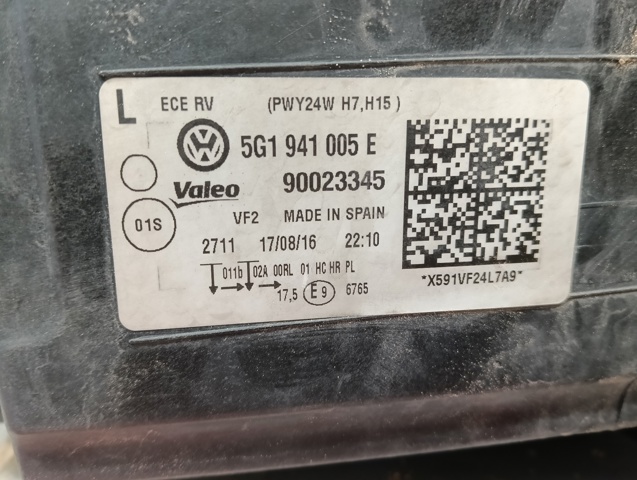 L ECE RV (PWY24W H7,H15)
VW 5G1 941 005 E
Valeo 90023345
01S VF2 MADE IN SPAIN
2711 17/08/16 22:10
011b 02A 00RL 01 HC HR PL
17,5 E9 6765
*X591VF24L7A9*